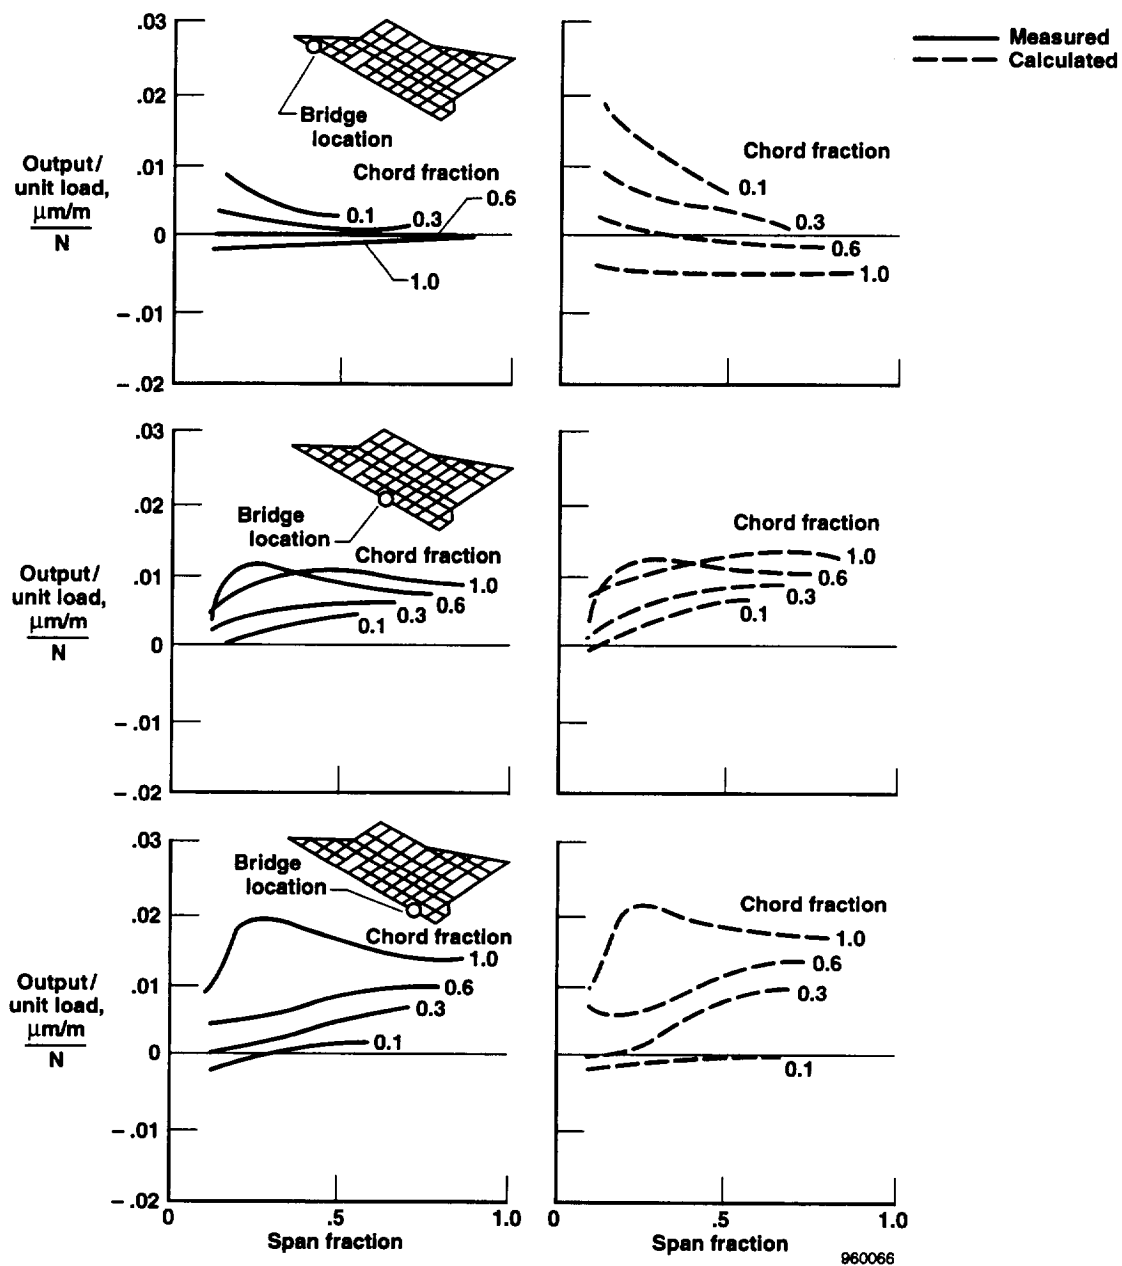 Measured
Calculated
.03
.02
.01
0
– .01
– .02
Output/
unit load,
μm/m
N
Bridge
location
Chord fraction
0.1
0.3
0.6
1.0
Chord fraction
0.1
0.3
0.6
1.0
.03
.02
.01
0
– .01
– .02
Output/
unit load,
μm/m
N
Bridge
location
Chord fraction
1.0
0.6
0.3
0.1
Chord fraction
1.0
0.6
0.3
0.1
.03
.02
.01
0
– .01
– .02
Output/
unit load,
μm/m
N
Bridge
location
Chord fraction
1.0
0.6
0.3
0.1
0 .5 1.0
Span fraction
Chord fraction
1.0
0.6
0.3
0.1
0 .5 1.0
Span fraction
960066